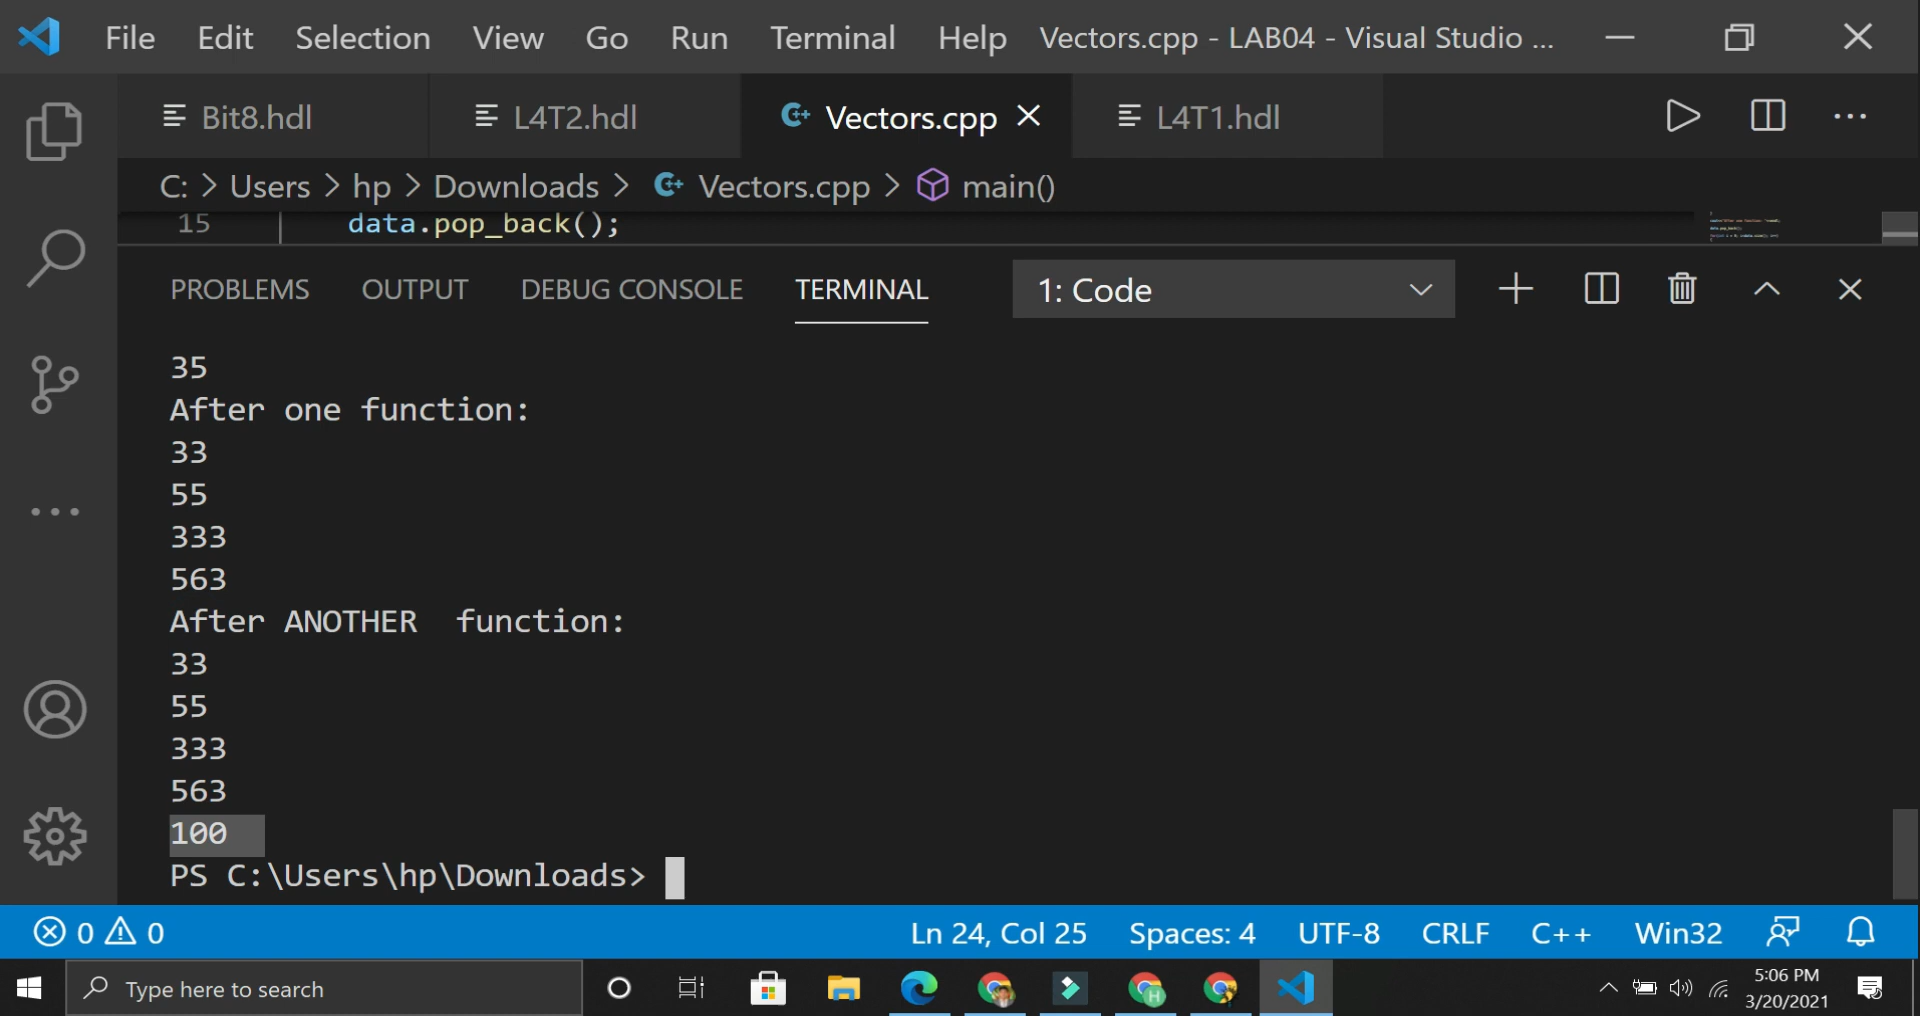 File Edit Selection View Go Run Terminal Help Vectors.cpp - LAB04 - Visual Studio ...
Bit8.hdl L4T2.hdl Vectors.cpp L4T1.hdl
C: > Users > hp > Downloads > Vectors.cpp > main()
15 data.pop_back();
PROBLEMS OUTPUT DEBUG CONSOLE TERMINAL 1: Code
35
After one function:
33
55
333
563
After ANOTHER  function:
33
55
333
563
100
PS C:\Users\hp\Downloads>
0 0 Ln 24, Col 25 Spaces: 4 UTF-8 CRLF C++ Win32
Type here to search
5:06 PM
3/20/2021